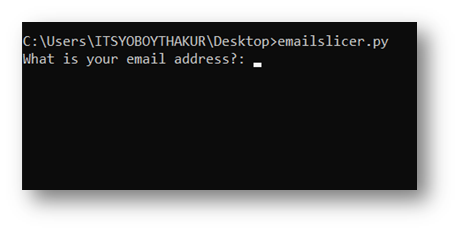 C:\Users\ITSYOBOYTHAKUR\Desktop>emailslicer.py
What is your email address?: